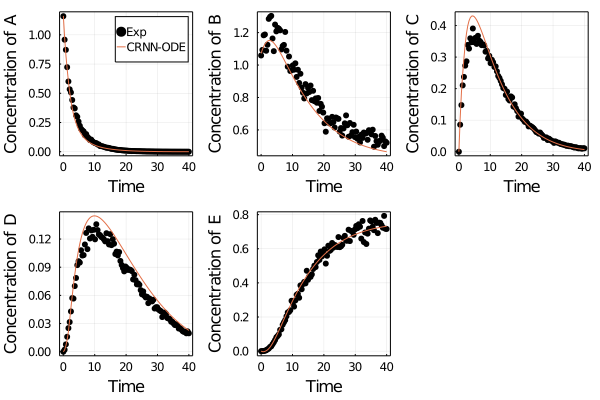 Concentration of A
1.00
0.75
0.50
0.25
0.00
Exp
CRNN-ODE
0 10 20 30 40
Time
Concentration of B
1.2
1.0
0.8
0.6
0 10 20 30 40
Time
Concentration of C
0.4
0.3
0.2
0.1
0.0
0 10 20 30 40
Time
Concentration of D
0.12
0.09
0.06
0.03
0.00
0 10 20 30 40
Time
Concentration of E
0.8
0.6
0.4
0.2
0.0
0 10 20 30 40
Time